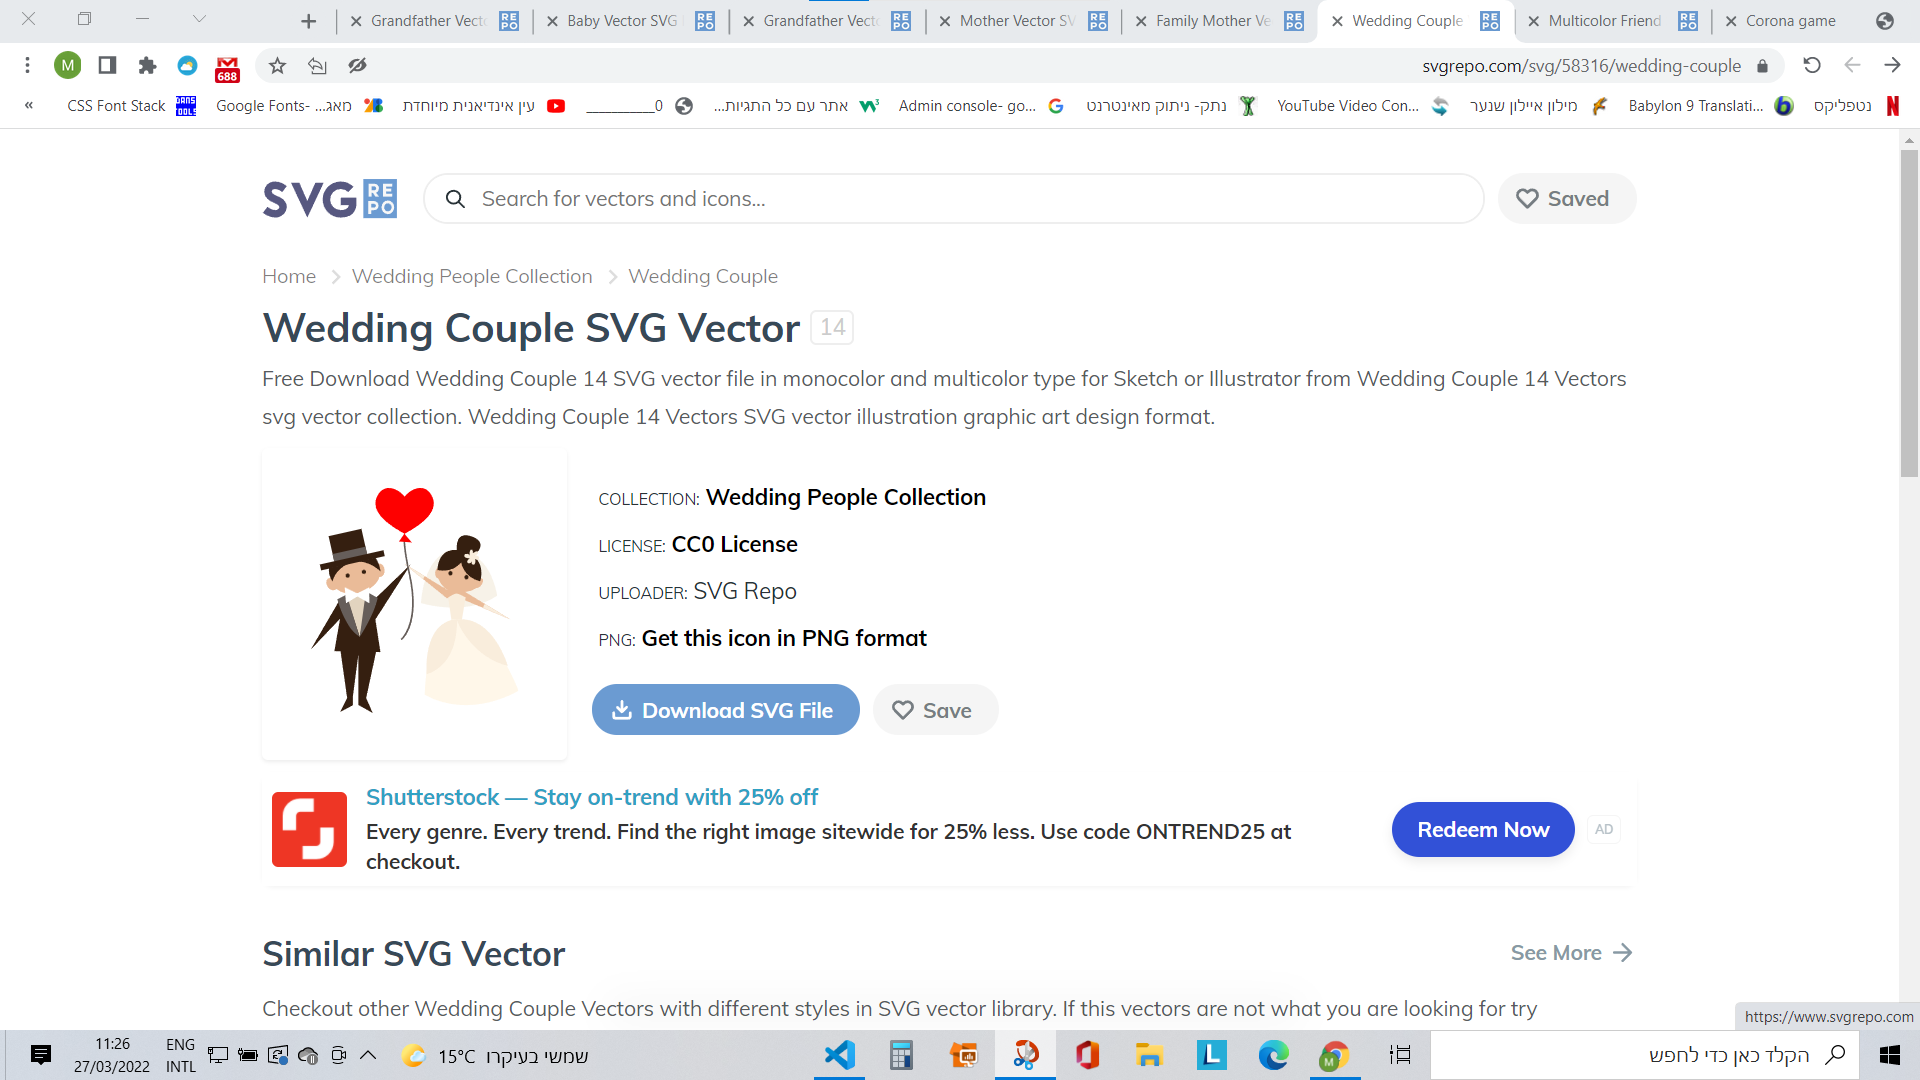 Grandfather Vect
Baby Vector SVG
Grandfather Vect
Mother Vector SV
Family Mother Ve
Wedding Couple
Multicolor Friend
Corona game
M
688
svgrepo.com/svg/58316/wedding-couple
«
CSS Font Stack
Google Fonts- מאג...
עין אינדיאנית מיוחדת
___________0
אתר עם כל התגיות...
Admin console- go...
נתק- ניתוק מאינטרנט
YouTube Video Con...
מילון איילון שנער
Babylon 9 Translati...
נטפליקס
SVG REPO
Search for vectors and icons...
Saved
Home
Wedding People Collection
Wedding Couple
Wedding Couple SVG Vector 14
Free Download Wedding Couple 14 SVG vector file in monocolor and multicolor type for Sketch or Illustrator from Wedding Couple 14 Vectors
svg vector collection. Wedding Couple 14 Vectors SVG vector illustration graphic art design format.
COLLECTION: Wedding People Collection
LICENSE: CC0 License
UPLOADER: SVG Repo
PNG: Get this icon in PNG format
Download SVG File
Save
Shutterstock — Stay on-trend with 25% off
Every genre. Every trend. Find the right image sitewide for 25% less. Use code ONTREND25 at
checkout.
Redeem Now
AD
Similar SVG Vector
See More
Checkout other Wedding Couple Vectors with different styles in SVG vector library. If this vectors are not what you are looking for try
https://www.svgrepo.com
11:26
27/03/2022
ENG
INTL
15°C שמשי בעיקרו
הקלד כאן כדי לחפש